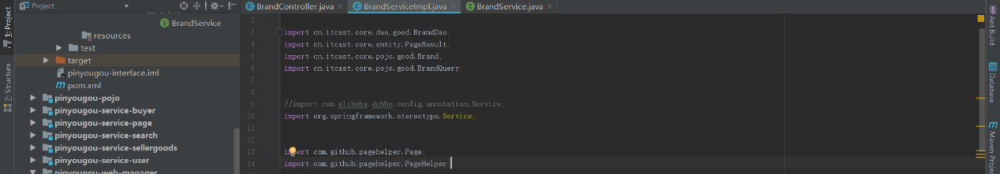 1: Project
Z: Structure
Project
BrandService
resources
test
target
pinyougou-interface.iml
pom.xml
pinyougou-pojo
pinyougou-service-buyer
pinyougou-service-page
pinyougou-service-search
pinyougou-service-sellergoods
pinyougou-service-user
pinyougou-web-manager
BrandController.java
BrandServiceImpl.java
BrandService.java
2
3 import cn.itcast.core.dao.good.BrandDao;
4 import cn.itcast.core.entity.PageResult;
5 import cn.itcast.core.pojo.good.Brand;
6 import cn.itcast.core.pojo.good.BrandQuery;
7
8
9 //import com.alibaba.dubbo.config.annotation.Service;
10 import org.springframework.stereotype.Service;
11
12
13 import com.github.pagehelper.Page;
14 import com.github.pagehelper.PageHelper
Ant Build
Database
Maven Proje